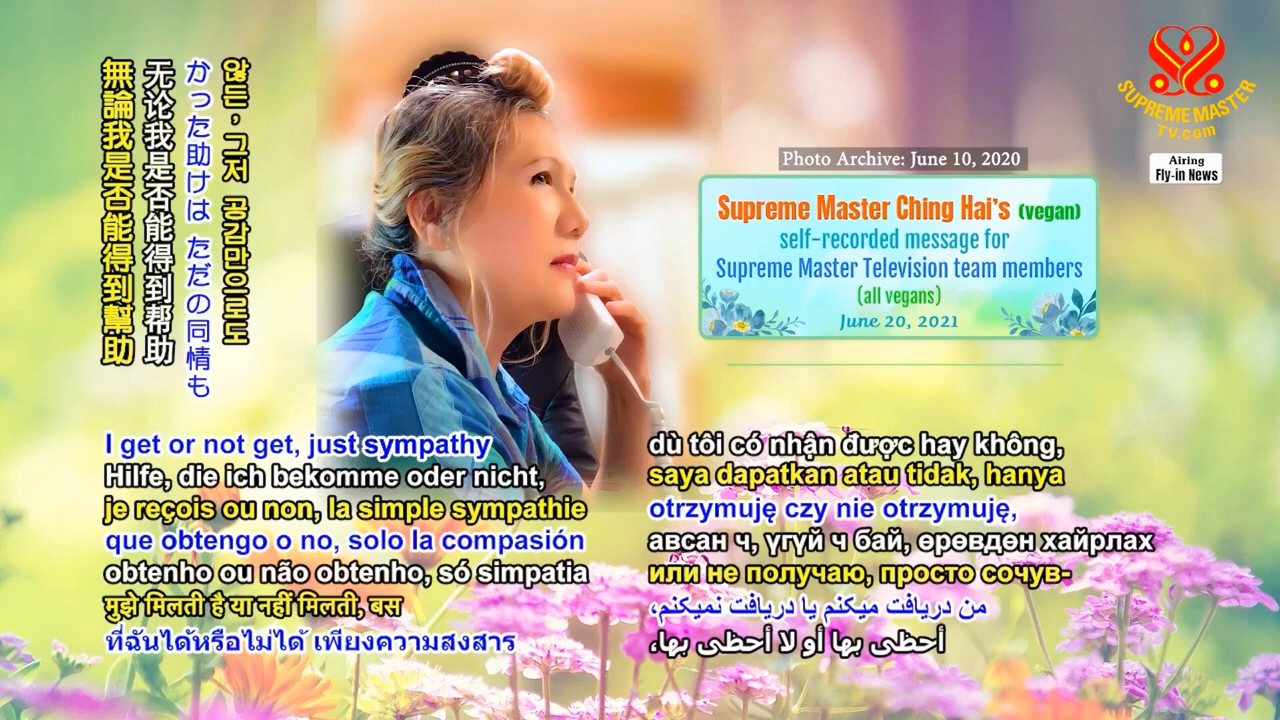 않든, 그저 공감만으로도
かった助けは ただの同情も
无论我是否能得到帮助
無論我是否能得到幫助
SUPREME MASTER
TV.com
Airing
Fly-in News
Photo Archive: June 10, 2020
Supreme Master Ching Hai's (vegan)
self-recorded message for
Supreme Master Television team members
(all vegans)
June 20, 2021
I get or not get, just sympathy
Hilfe, die ich bekomme oder nicht,
je reçois ou non, la simple sympathie
que obtengo o no, solo la compasión
obtenho ou não obtenho, só simpatia
मुझे मिलती है या नहीं मिलती, बस
ที่ฉันได้หรือไม่ได้ เพียงความสงสาร
dù tôi có nhận được hay không,
saya dapatkan atau tidak, hanya
otrzymuję czy nie otrzymuję,
авсан ч, үгүй ч бай, өрөвдөн хайрлах
или не получаю, просто сочув-
من دریافت میکنم یا دریافت نمیکنم،
أحظى بها أو لا أحظى بها،